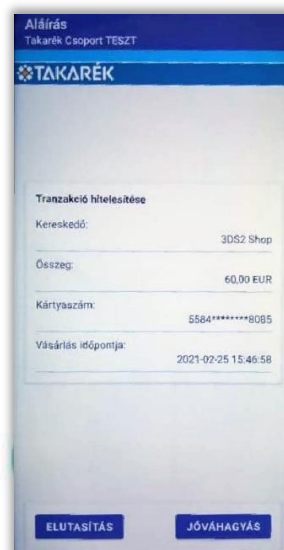 Aláírás
Takarék Csoport TESZT
TAKARÉK
Tranzakció hitelesítése
Kereskedő:
3DS2 Shop
Összeg:
60,00 EUR
Kártyaszám:
5584********8085
Vásárlás időpontja:
2021-02-25 15:46:58
ELUTASÍTÁS
JÓVÁHAGYÁS